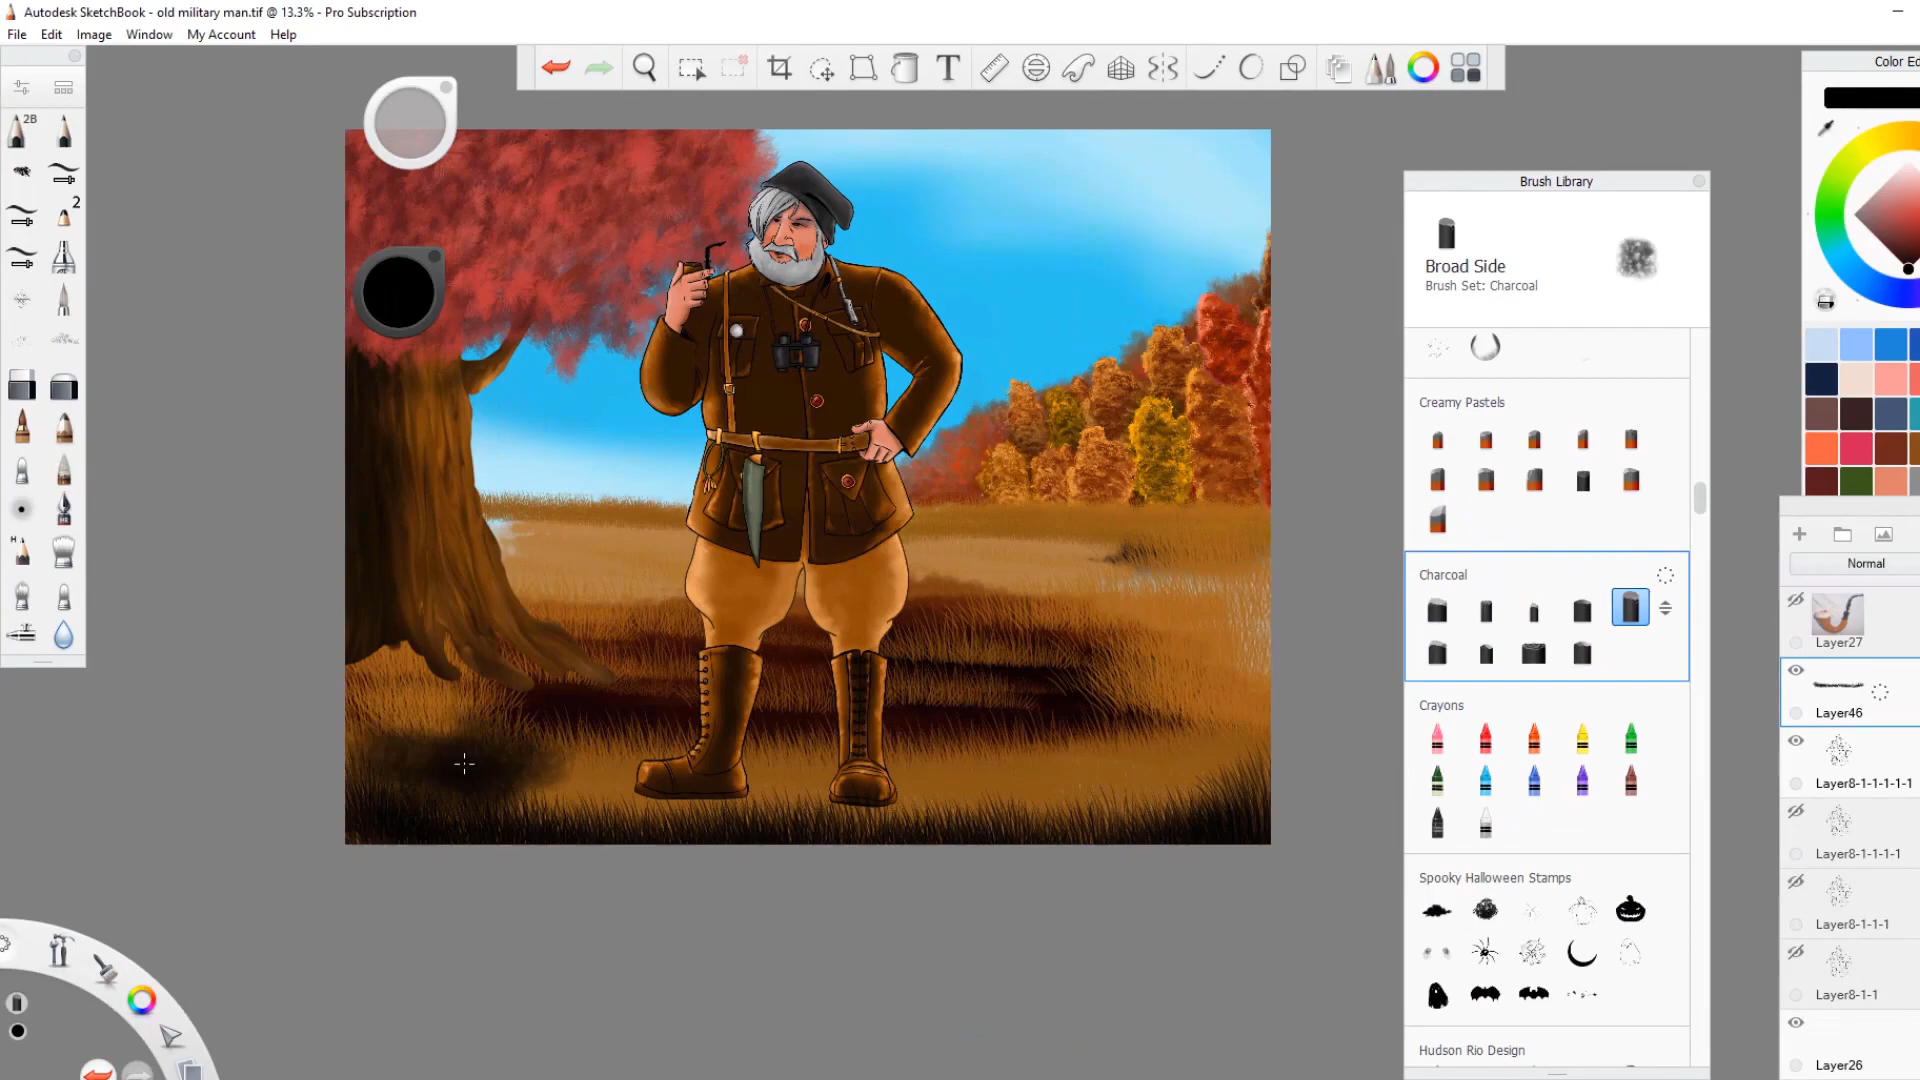 Autodesk SketchBook - old military man.tif @ 13.3% - Pro Subscription
File Edit Image Window My Account Help
T
Color Ed
2B
2
Brush Library
Broad Side
Brush Set: Charcoal
Creamy Pastels
Charcoal
Crayons
Spooky Halloween Stamps
Hudson Rio Design
Normal
Layer27
Layer46
Layer8-1-1-1-1-1
Layer8-1-1-1-1
Layer8-1-1-1
Layer8-1-1
Layer26
HR
H